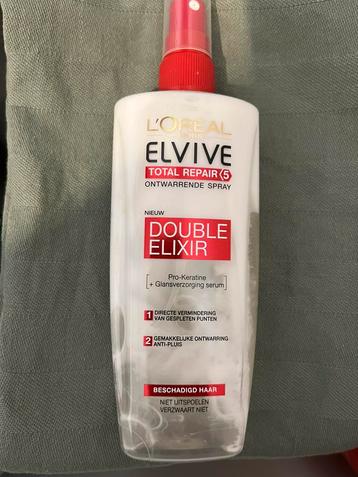 L'ORÉAL
PARIS
ELVIVE
TOTAL REPAIR 5
ONTWARRENDE SPRAY
NIEUW
DOUBLE
ELIXIR
Pro-Keratine
+ Glansverzorging serum
1 DIRECTE VERMINDERING
VAN GESPLETEN PUNTEN
2 GEMAKKELIJKE ONTWARRING
ANTI-PLUIS
BESCHADIGD HAAR
NIET UITSPOELEN
VERZWAART NIET